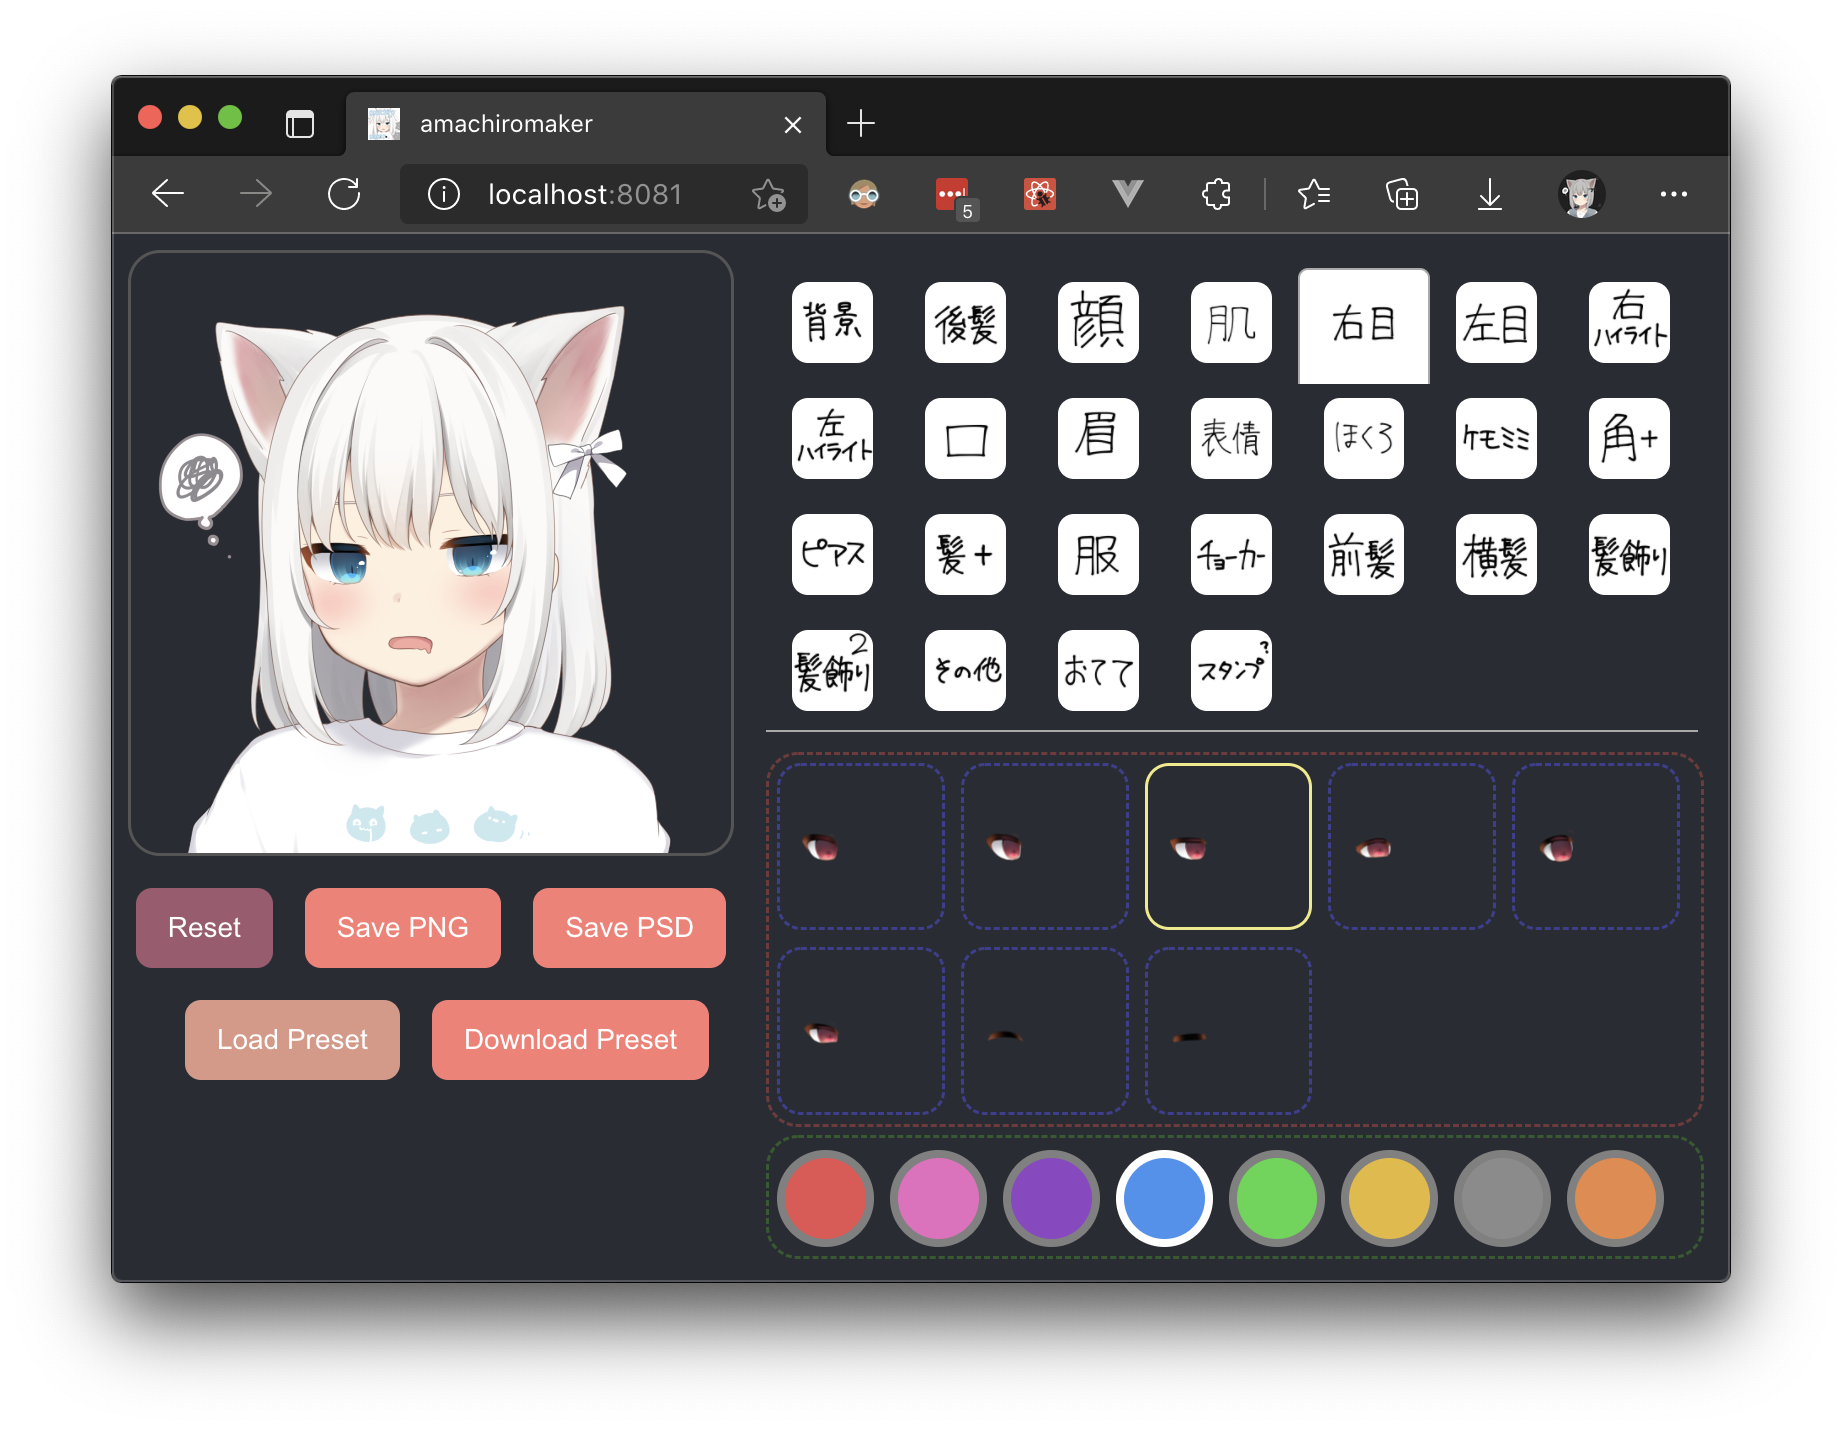 amachiromaker
localhost:8081
5
背景
後髪
顔
肌
右目
左目
右
ハイライト
左
ハイライト
口
眉
表情
ほくろ
ケモミミ
角+
ピアス
髪+
服
チョーカー
前髪
横髪
髪飾り
髪飾り2
その他
おてて
スタンプ?
Reset
Save PNG
Save PSD
Load Preset
Download Preset